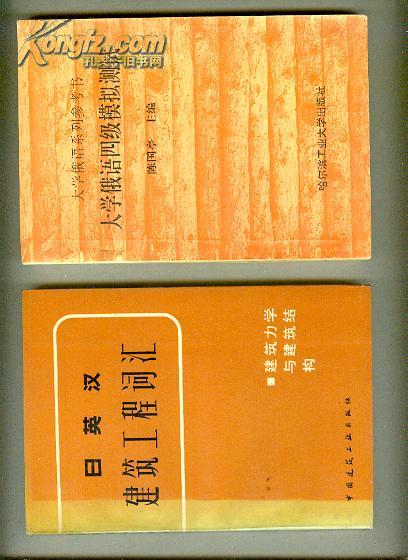 Kongfz.com
孔夫子旧书网
大学俄语系列参考书
大学俄语四级模拟测
陈国亭 主编
哈尔滨工业大学出版社
日英汉
建筑工程词汇
建筑力学
与建筑结
构
中国建筑工业出版社